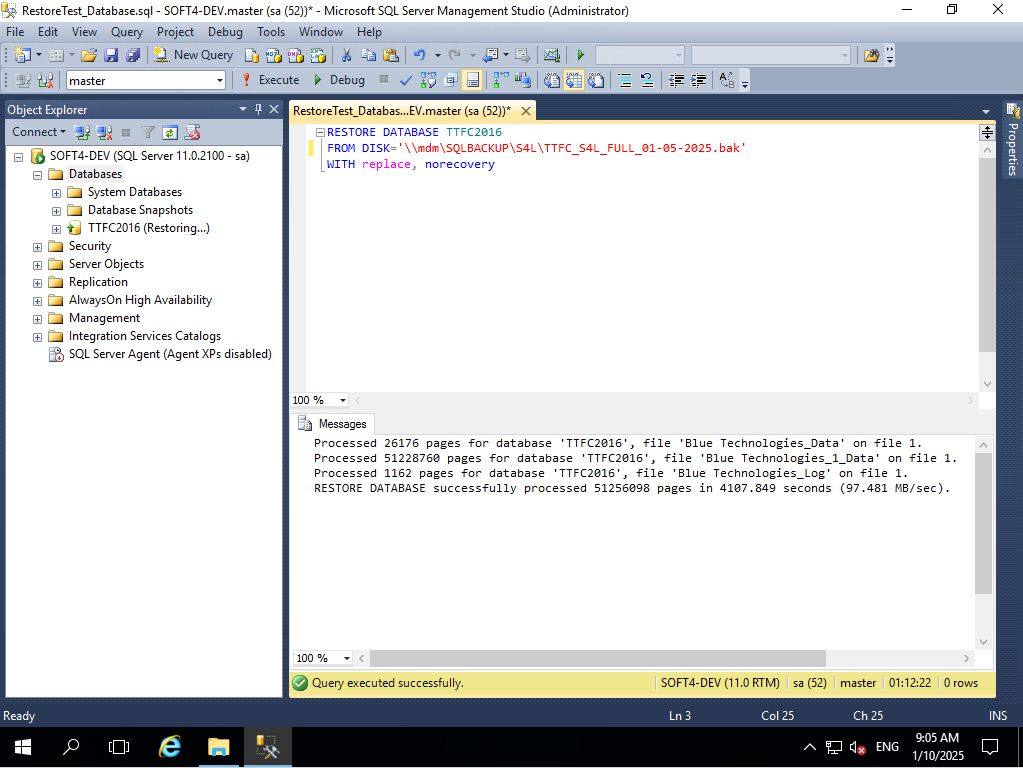 RestoreTest_Database.sql - SOFT4-DEV.master (sa (52))* - Microsoft SQL Server Management Studio (Administrator)
File Edit View Query Project Debug Tools Window Help
New Query
master Execute Debug
Object Explorer
Connect
SOFT4-DEV (SQL Server 11.0.2100 - sa)
Databases
System Databases
Database Snapshots
TTFC2016 (Restoring...)
Security
Server Objects
Replication
AlwaysOn High Availability
Management
Integration Services Catalogs
SQL Server Agent (Agent XPs disabled)
RestoreTest_Databas...EV.master (sa (52))*
RESTORE DATABASE TTFC2016
FROM DISK='\\mdm\SQLBACKUP\S4L\TTFC_S4L_FULL_01-05-2025.bak'
WITH replace, norecovery
Properties
100 %
Messages
Processed 26176 pages for database 'TTFC2016', file 'Blue Technologies_Data' on file 1.
Processed 51228760 pages for database 'TTFC2016', file 'Blue Technologies_1_Data' on file 1.
Processed 1162 pages for database 'TTFC2016', file 'Blue Technologies_Log' on file 1.
RESTORE DATABASE successfully processed 51256098 pages in 4107.849 seconds (97.481 MB/sec).
100 %
Query executed successfully. SOFT4-DEV (11.0 RTM) sa (52) master 01:12:22 0 rows
Ready Ln 3 Col 25 Ch 25 INS
ENG
9:05 AM
1/10/2025